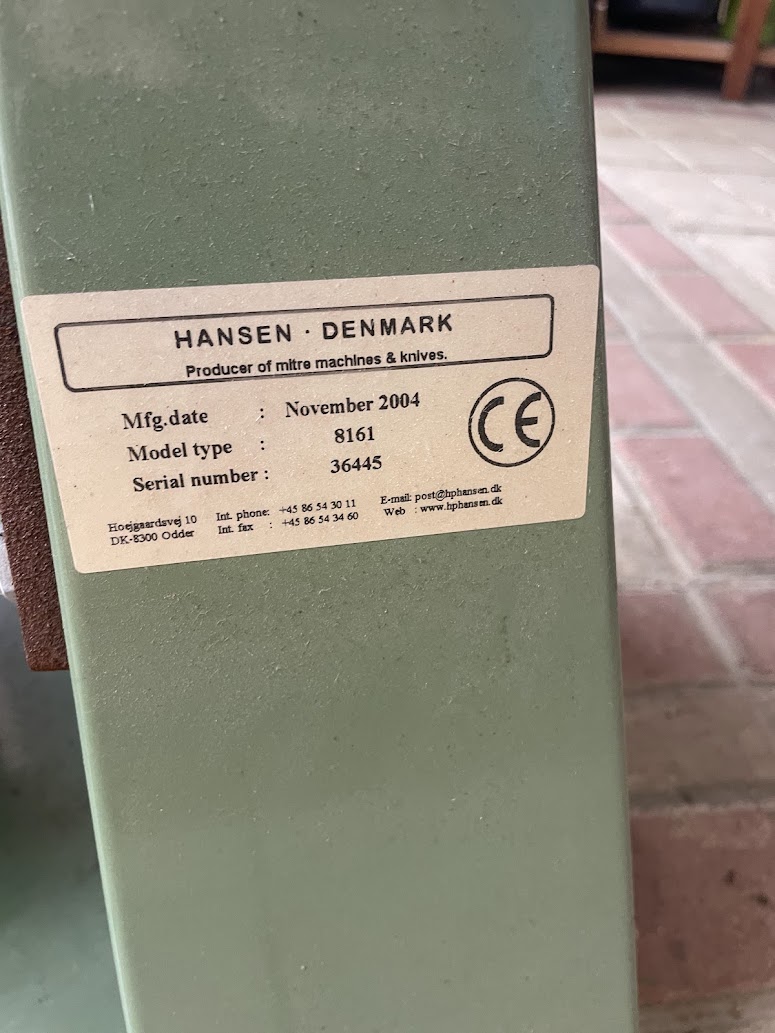 HANSEN · DENMARK
Producer of mitre machines & knives.
Mfg.date : November 2004
Model type : 8161
Serial number : 36445
CE
Hoejgaardsvej 10 Int. phone: +45 86 54 30 11 E-mail: post@hphansen.dk
DK-8300 Odder Int. fax : +45 86 54 34 60 Web : www.hphansen.dk